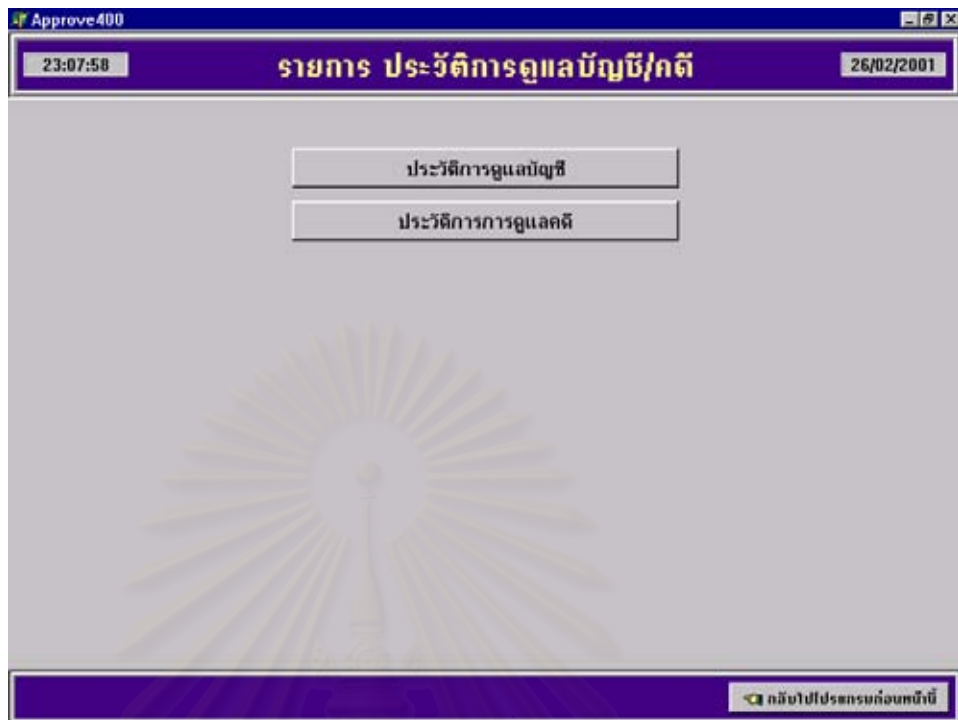 Approve400
23:07:58 รายการ ประวัติการดูแลบัญชี/คดี 26/02/2001
ประวัติการดูแลบัญชี
ประวัติการการดูแลคดี
กลับไปโปรแกรมก่อนหน้านี้